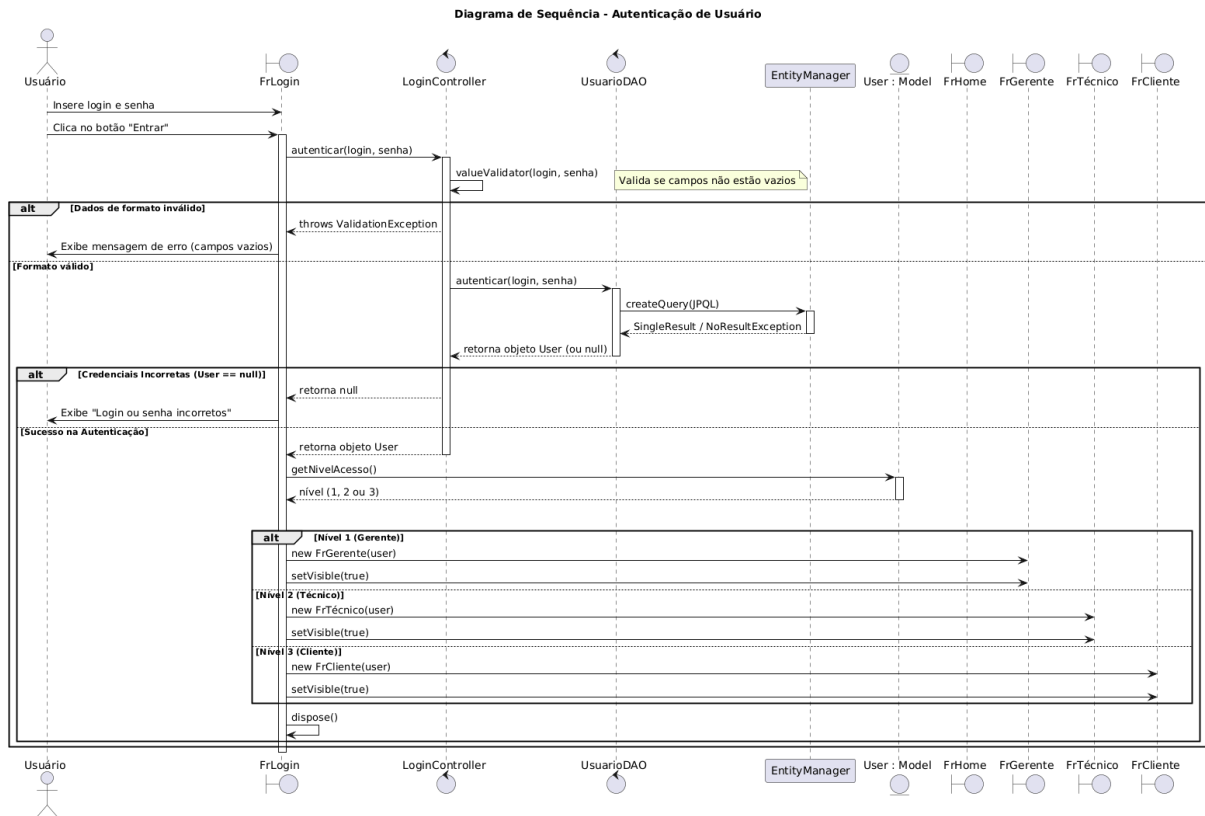 Diagrama de Sequência - Autenticação de Usuário
Usuário
FrLogin
LoginController
UsuarioDAO
EntityManager
User : Model
FrHome
FrGerente
FrTécnico
FrCliente
Insere login e senha
Clica no botão "Entrar"
autenticar(login, senha)
valueValidator(login, senha)
Valida se campos não estão vazios
alt [Dados de formato inválido]
throws ValidationException
Exibe mensagem de erro (campos vazios)
[Formato válido]
autenticar(login, senha)
createQuery(JPQL)
SingleResult / NoResultException
retorna objeto User (ou null)
alt [Credenciais Incorretas (User == null)]
retorna null
Exibe "Login ou senha incorretos"
[Sucesso na Autenticação]
retorna objeto User
getNivelAcesso()
nível (1, 2 ou 3)
alt [Nível 1 (Gerente)]
new FrGerente(user)
setVisible(true)
[Nível 2 (Técnico)]
new FrTécnico(user)
setVisible(true)
[Nível 3 (Cliente)]
new FrCliente(user)
setVisible(true)
dispose()
Usuário
FrLogin
LoginController
UsuarioDAO
EntityManager
User : Model
FrHome
FrGerente
FrTécnico
FrCliente